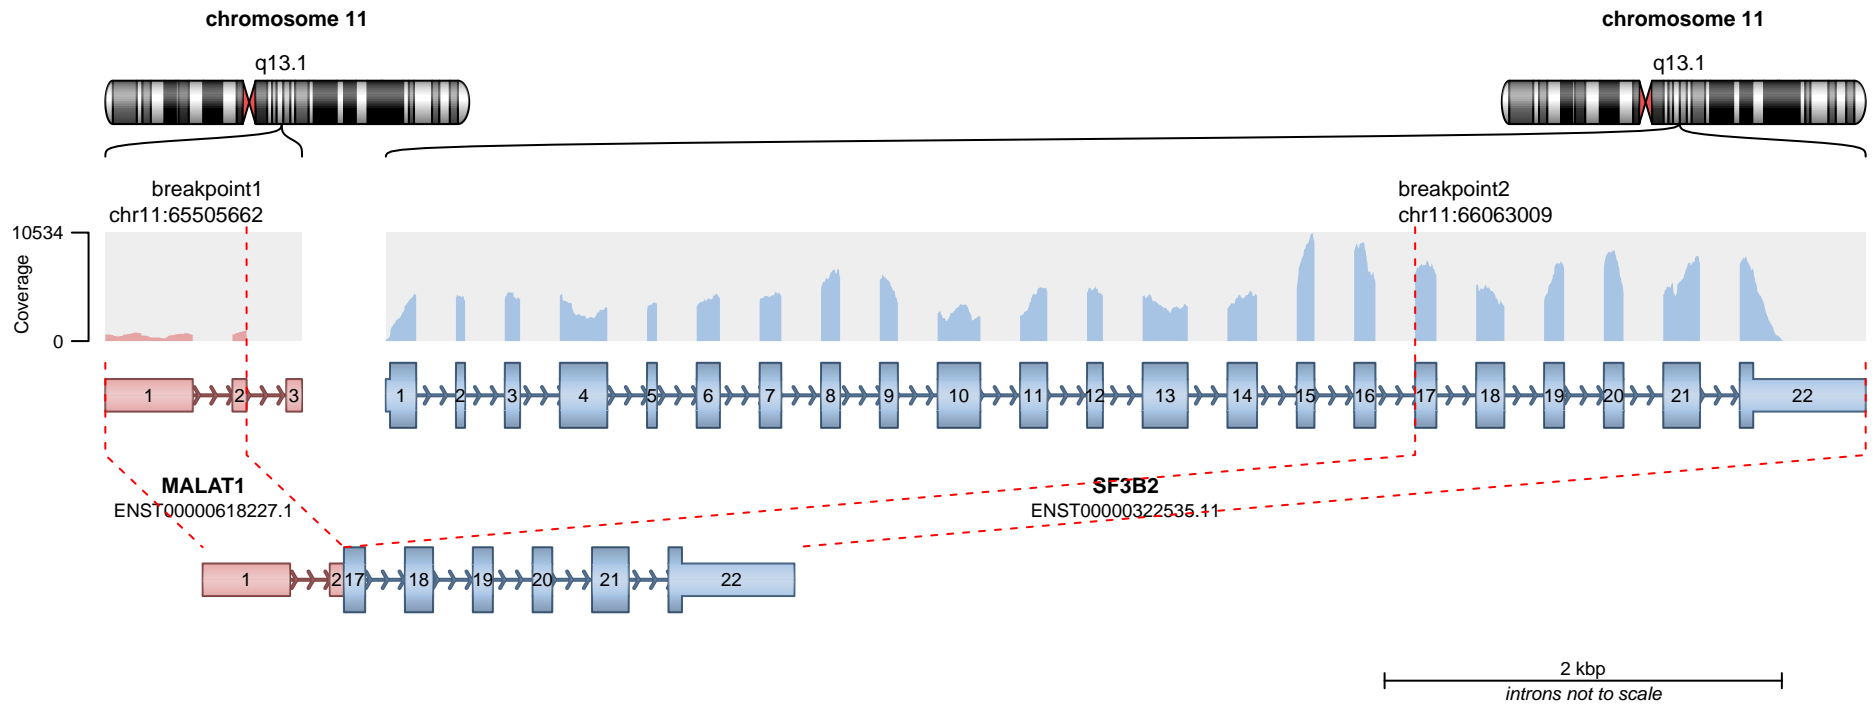 chromosome 11
chromosome 11
q13.1
q13.1
breakpoint1
chr11:65505662
breakpoint2
chr11:66063009
10534
Coverage
0
1 2 3
1 2 3 4 5 6 7 8 9 10 11 12 13 14 15 16 17 18 19 20 21 22
MALAT1
ENST00000618227.1
SF3B2
ENST00000322535.11
1 2 17 18 19 20 21 22
2 kbp
introns not to scale